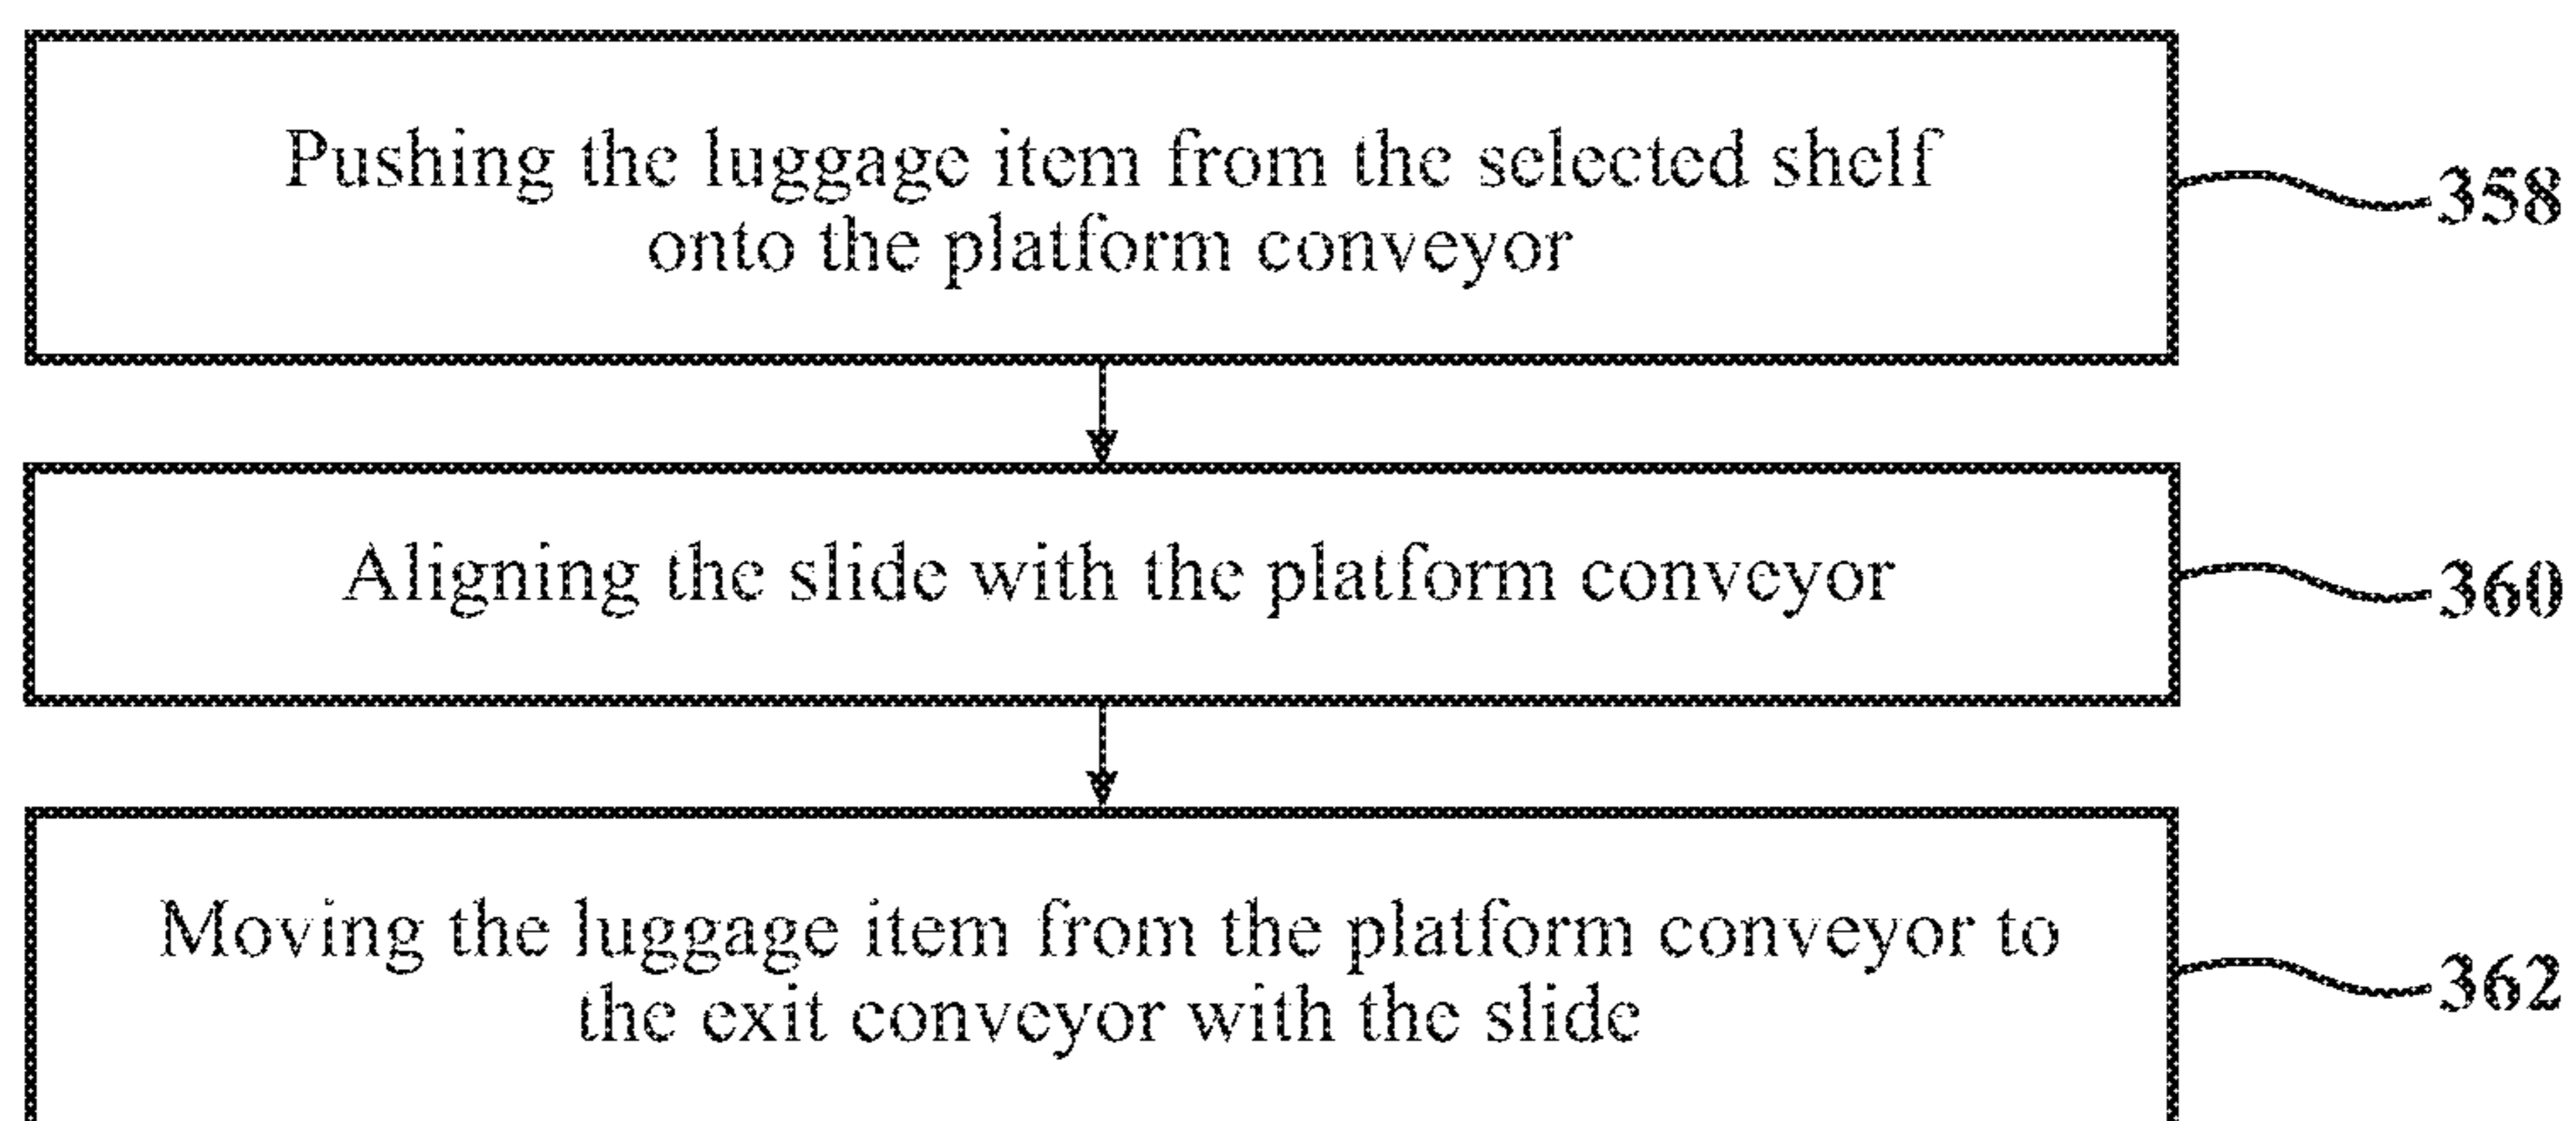 Pushing the luggage item from the selected shelf
onto the platform conveyor
358
Aligning the slide with the platform conveyor
360
Moving the luggage item from the platform conveyor to
the exit conveyor with the slide
362